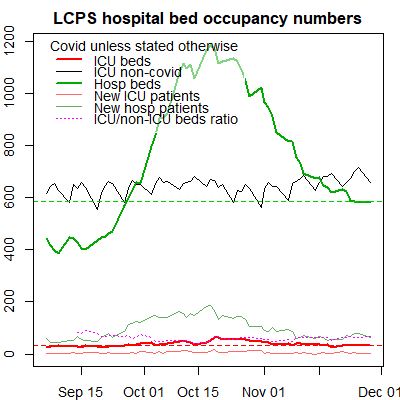 LCPS hospital bed occupancy numbers
Covid unless stated otherwise
ICU beds
ICU non-covid
Hosp beds
New ICU patients
New hosp patients
ICU/non-ICU beds ratio
1200
1000
800
600
400
200
0
Sep 15
Oct 01
Oct 15
Nov 01
Dec 01